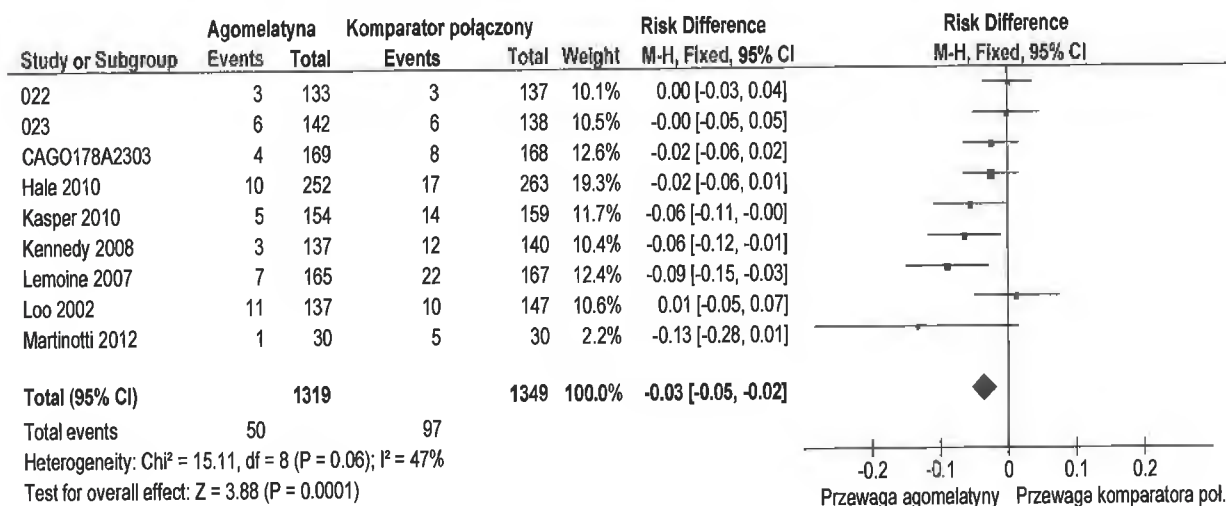 Agomelatyna Komparator połączony Risk Difference Risk Difference
Study or Subgroup Events Total Events Total Weight M-H, Fixed, 95% CI M-H, Fixed, 95% CI
022 3 133 3 137 10.1% 0.00 [-0.03, 0.04]
023 6 142 6 138 10.5% -0.00 [-0.05, 0.05]
CAGO178A2303 4 169 8 168 12.6% -0.02 [-0.06, 0.02]
Hale 2010 10 252 17 263 19.3% -0.02 [-0.06, 0.01]
Kasper 2010 5 154 14 159 11.7% -0.06 [-0.11, -0.00]
Kennedy 2008 3 137 12 140 10.4% -0.06 [-0.12, -0.01]
Lemoine 2007 7 165 22 167 12.4% -0.09 [-0.15, -0.03]
Loo 2002 11 137 10 147 10.6% 0.01 [-0.05, 0.07]
Martinotti 2012 1 30 5 30 2.2% -0.13 [-0.28, 0.01]
Total (95% CI) 1319 1349 100.0% -0.03 [-0.05, -0.02]
Total events 50 97
Heterogeneity: Chi² = 15.11, df = 8 (P = 0.06); I² = 47%
Test for overall effect: Z = 3.88 (P = 0.0001)
-0.2 -0.1 0 0.1 0.2
Przewaga agomelatyny Przewaga komparatora poł.